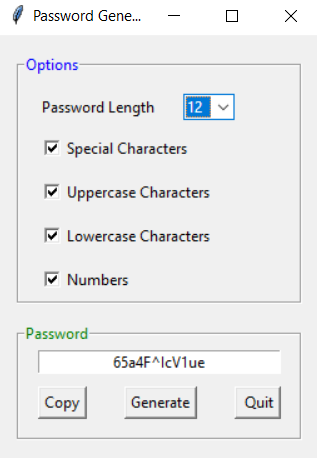 Password Gene...
Options
Password Length 12
Special Characters
Uppercase Characters
Lowercase Characters
Numbers
Password
65a4F^IcV1ue
Copy Generate Quit